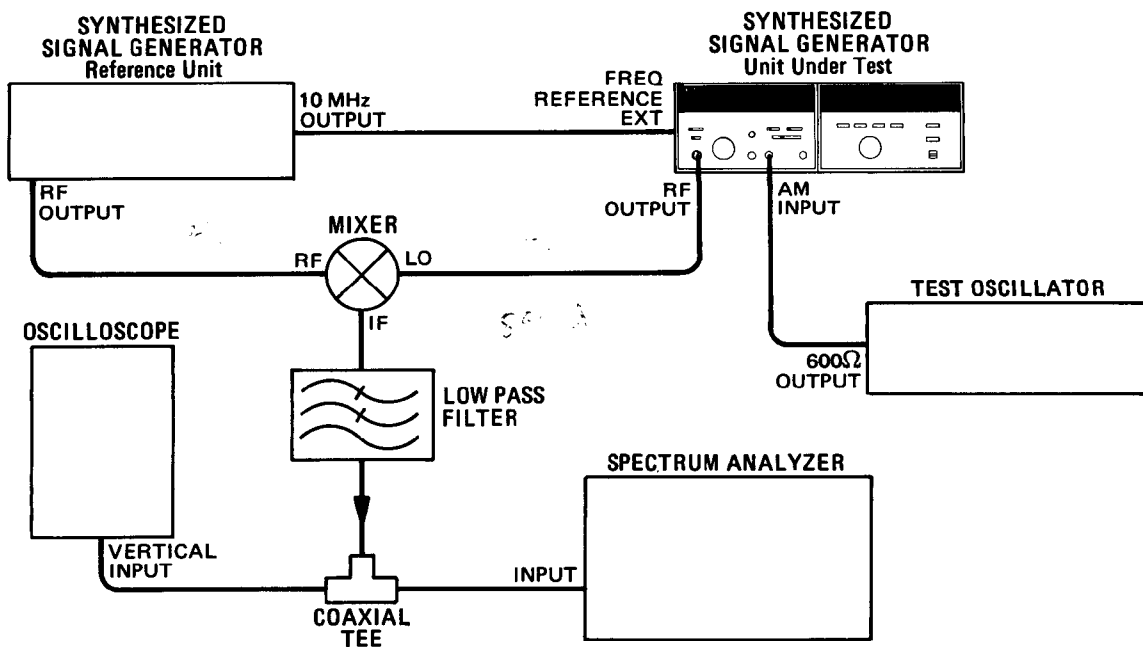 SYNTHESIZED
SIGNAL GENERATOR
Reference Unit
10 MHz
OUTPUT
RF
OUTPUT
FREQ
REFERENCE
EXT
SYNTHESIZED
SIGNAL GENERATOR
Unit Under Test
RF
OUTPUT
AM
INPUT
MIXER
RF
LO
IF
TEST OSCILLATOR
600Ω
OUTPUT
OSCILLOSCOPE
VERTICAL
INPUT
LOW PASS
FILTER
SPECTRUM ANALYZER
INPUT
COAXIAL
TEE